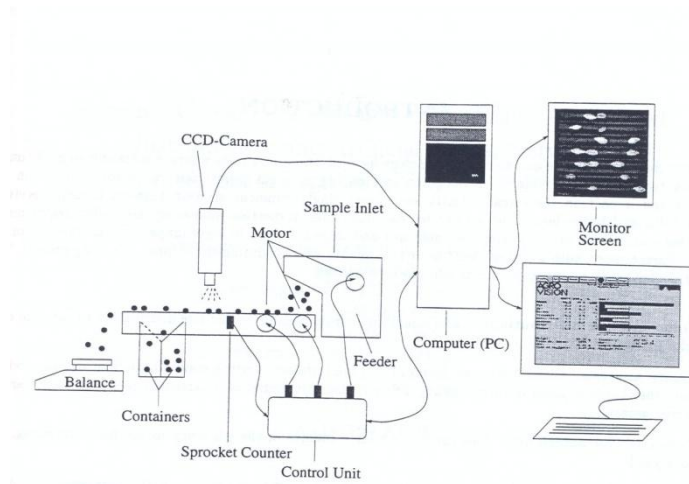 CCD-Camera
Sample Inlet
Motor
Monitor
Screen
AGRO
VISION
Feeder
Computer (PC)
Balance
Containers
Sprocket Counter
Control Unit